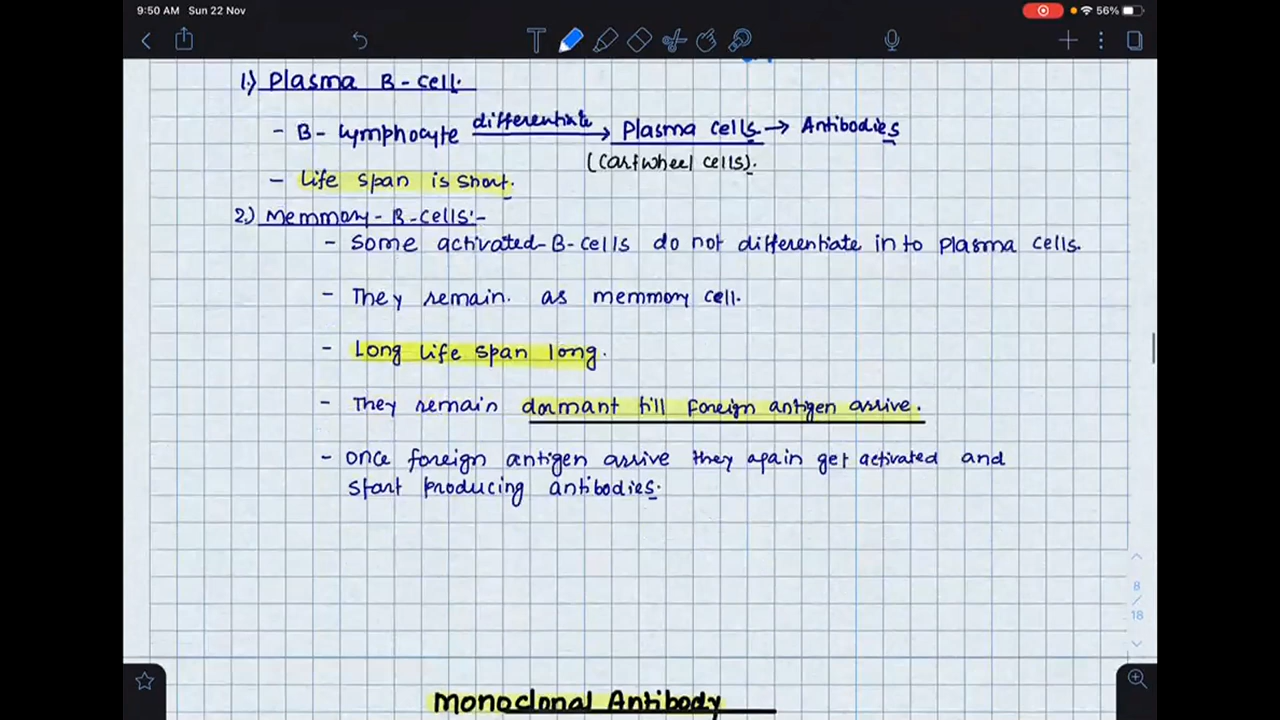 9:50 AM Sun 22 Nov
56%
1.) Plasma B-cell.
- B-Lymphocyte differentiate → Plasma cells → Antibodies
(Cartwheel cells).
- Life span is short.
2.) Memmory-B-cells:-
- Some activated-B-cells do not differentiate in to plasma cells.
- They remain. as memmory cell.
- Long life span long.
- They remain dormant till foreign antigen arrive.
- once foreign antigen arrive they again get activated and
start producing antibodies.
8
/
18
Monoclonal Antibody